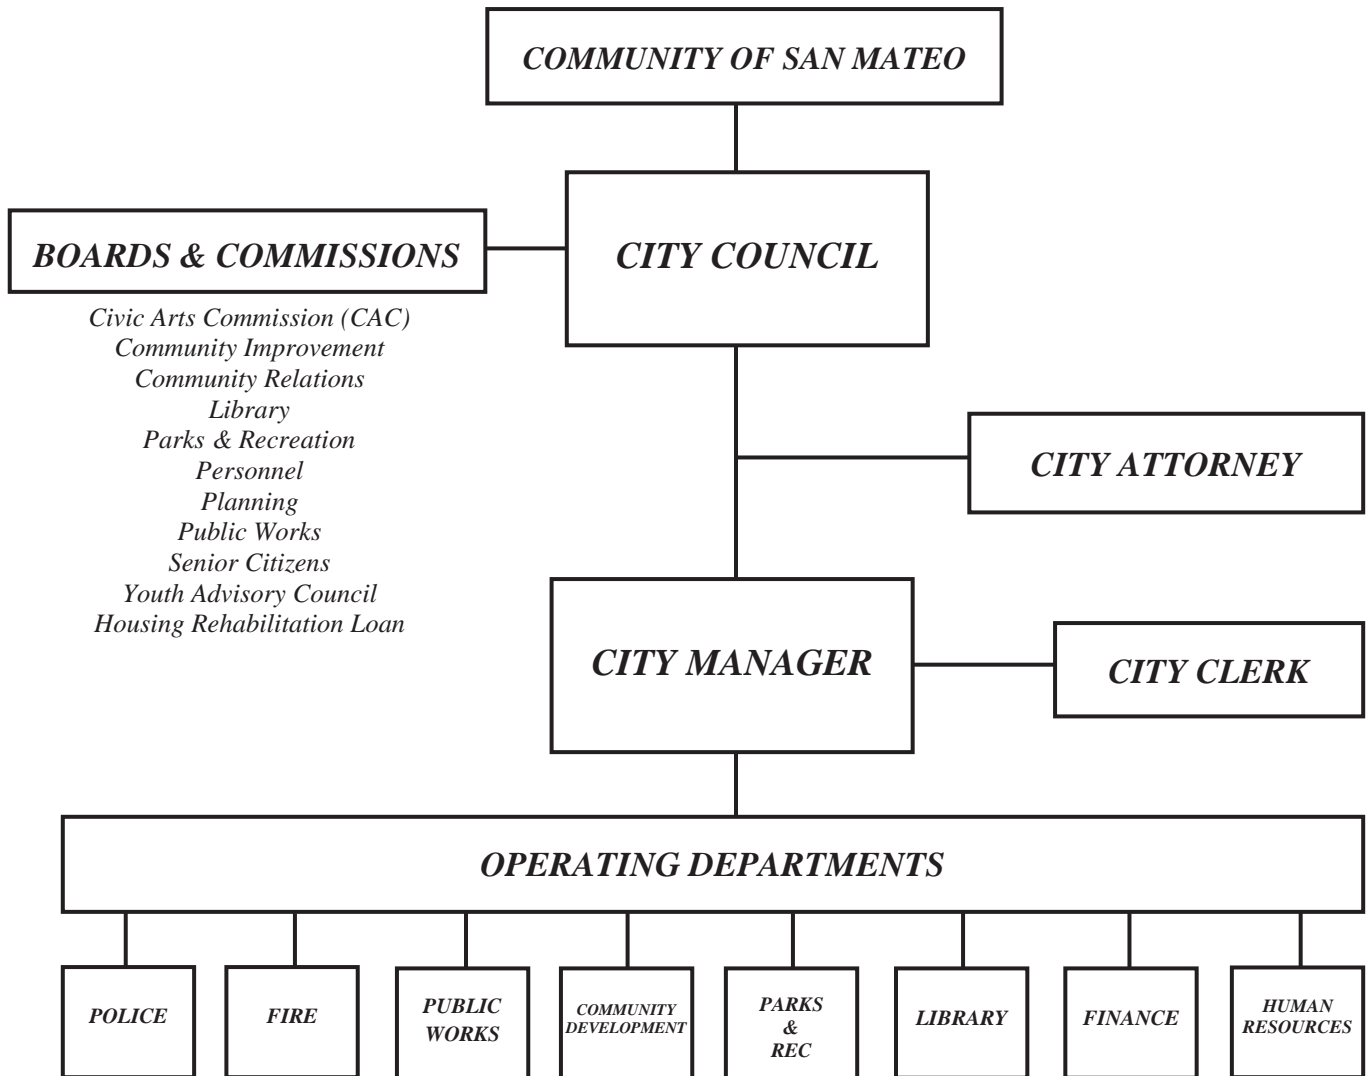 COMMUNITY OF SAN MATEO
CITY COUNCIL
BOARDS & COMMISSIONS
Civic Arts Commission (CAC)
Community Improvement
Community Relations
Library
Parks & Recreation
Personnel
Planning
Public Works
Senior Citizens
Youth Advisory Council
Housing Rehabilitation Loan
CITY ATTORNEY
CITY MANAGER
CITY CLERK
OPERATING DEPARTMENTS
POLICE
FIRE
PUBLIC
WORKS
COMMUNITY
DEVELOPMENT
PARKS
&
REC
LIBRARY
FINANCE
HUMAN
RESOURCES